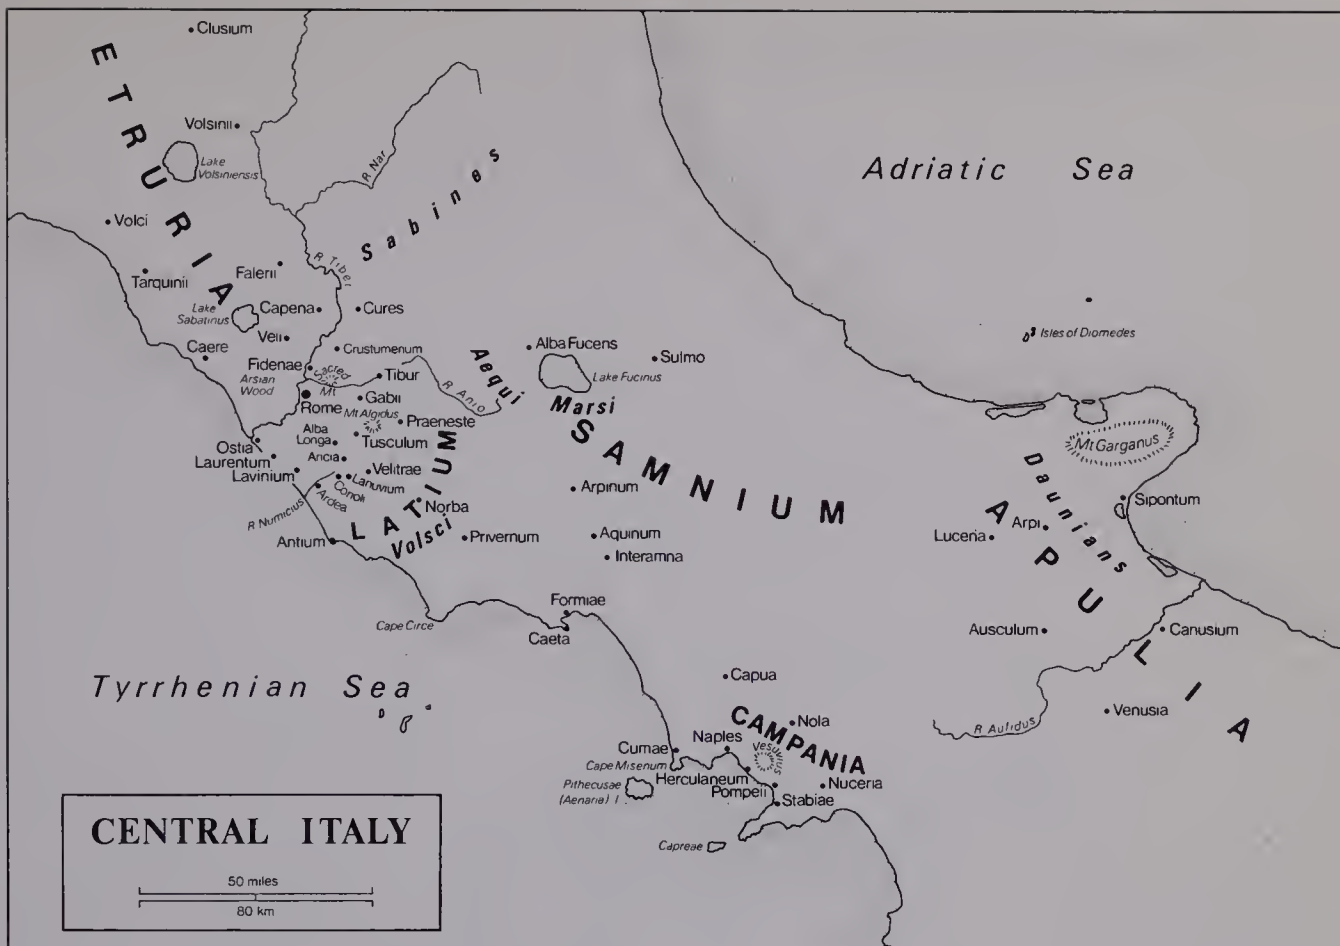 Clusium
ETRURIA
Volsinii
Lake
Volsiniensis
R Nar
Sabines
Adriatic Sea
Volci
Tarquinii
Falerii
R Tiber
Lake
Sabatinus
Capena
Cures
Veii
Caere
Crustumenum
Fidenae
Arsian
Wood
Sacred
Mt
Tibur
R Anio
Aequi
Alba Fucens
Lake Fucinus
Sulmo
Isles of Diomedes
Rome
Gabii
Mt Algidus
Praeneste
Marsi
SAMNIUM
Mt Garganus
Alba
Longa
Tusculum
Ostia
Laurentum
Lavinium
Aricia
Velitrae
Lanuvium
Corioli
Ardea
R Numicius
LATIUM
Norba
Volsci
Antium
Privernum
Arpinum
Aquinum
Interamna
Daunians
APULIA
Sipontum
Arpi
Luceria
Cape Circe
Formiae
Caeta
Ausculum
Canusium
Tyrrhenian Sea
Capua
CAMPANIA
Nola
Venusia
R Aufidus
Cumae
Naples
Vesuvius
Cape Misenum
Herculaneum
Pithecusae
(Aenaria) I
Pompeii
Nuceria
Stabiae
Capreae
CENTRAL ITALY
50 miles
80 km